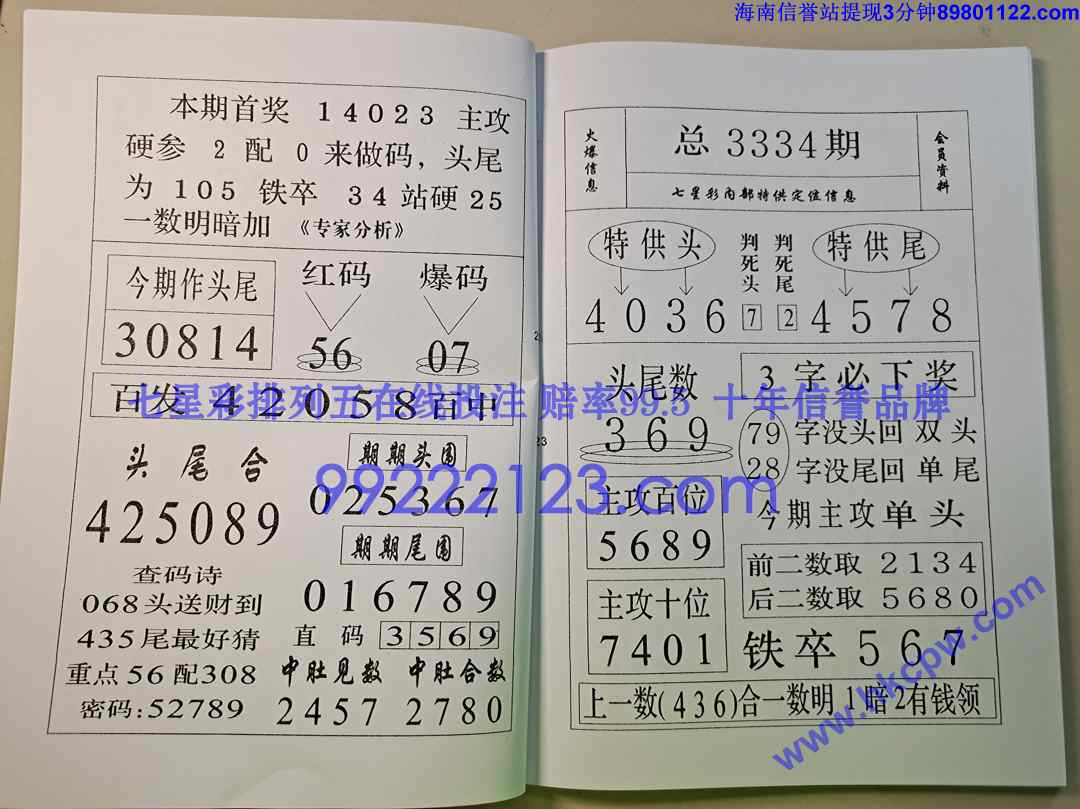 海南信誉站提现3分钟89801122.com
本期首奖 14023 主攻
硬参 2 配 0 来做码，头尾
为 105 铁卒 34 站硬 25
一数明暗加 《专家分析》
今期作头尾
30814
红码
56
爆码
07
百发 42058 百中
七星彩排列五在线投注 赔率99.5 十年信誉品牌
头尾合
425089
期期头围
025367
99222123.com
期期尾围
016789
查码诗
068头送财到
435尾最好猜
重点56配308
密码:52789
直码 3569
中肚见数 中肚合数
2457 2780
火爆信息
总3334期
会员资料
七星彩内部特供定位信息
特供头
4036
判死头
7
判死尾
2
特供尾
4578
头尾数
369
3字必下奖
79字没头回双头
28字没尾回单尾
今期主攻单头
主攻百位
5689
前二数取 2134
后二数取 5680
主攻十位
7401
铁卒567
上一数(436)合一数明1暗2有钱领
www.kkcpw.com